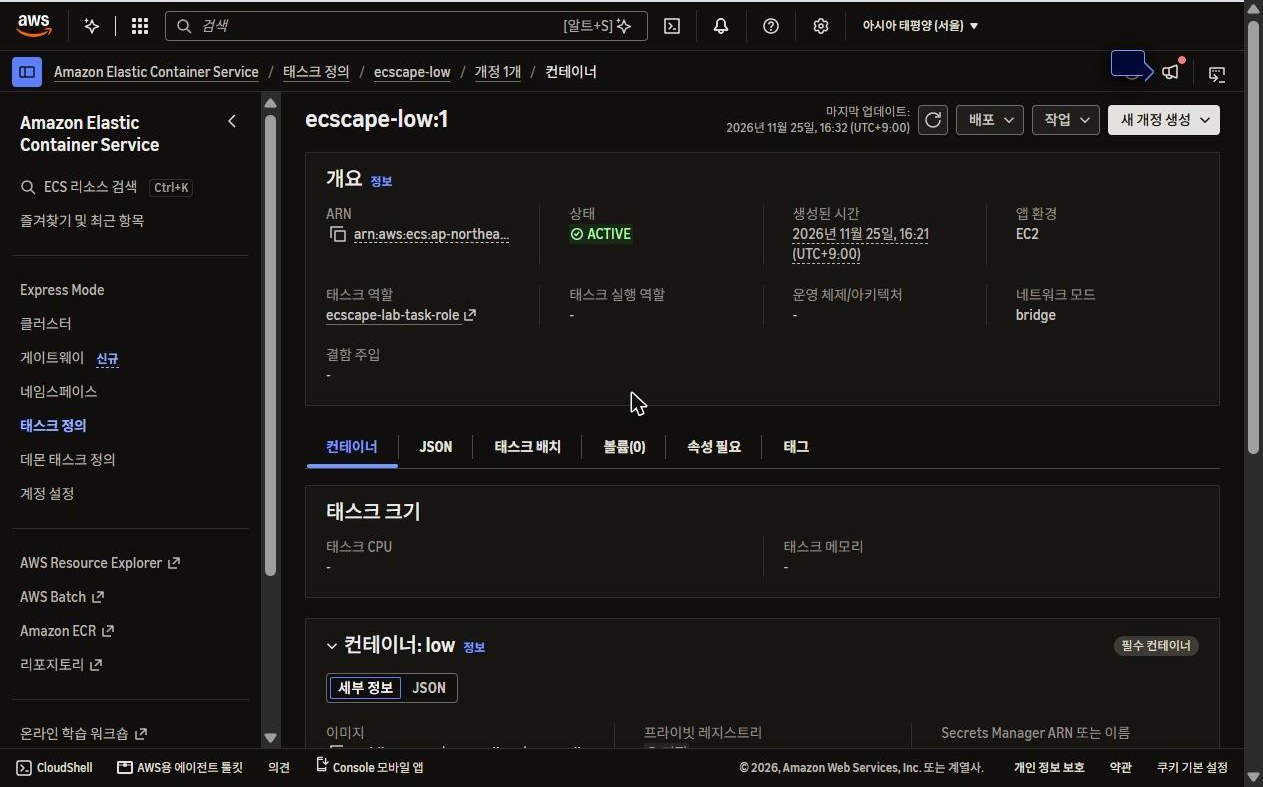 aws
검색
[알트+S]
아시아 태평양 (서울)
Amazon Elastic Container Service / 태스크 정의 / ecscape-low / 개정 1개 / 컨테이너
Amazon Elastic
Container Service
ECS 리소스 검색 Ctrl+K
즐겨찾기 및 최근 항목
Express Mode
클러스터
게이트웨이 신규
네임스페이스
태스크 정의
데몬 태스크 정의
계정 설정
AWS Resource Explorer
AWS Batch
Amazon ECR
리포지토리
온라인 학습 워크숍
ecscape-low:1
마지막 업데이트:
2026년 11월 25일, 16:32 (UTC+9:00)
배포
작업
새 개정 생성
개요 정보
ARN
arn:aws:ecs:ap-northea...
상태
ACTIVE
생성된 시간
2026년 11월 25일, 16:21
(UTC+9:00)
앱 환경
EC2
태스크 역할
ecscape-lab-task-role
태스크 실행 역할
-
운영 체제/아키텍처
-
네트워크 모드
bridge
결함 주입
-
컨테이너
JSON
태스크 배치
볼륨(0)
속성 필요
태그
태스크 크기
태스크 CPU
-
태스크 메모리
-
컨테이너: low 정보
필수 컨테이너
세부 정보
JSON
이미지
프라이빗 레지스트리
Secrets Manager ARN 또는 이름
CloudShell
AWS용 에이전트 툴킷
의견
Console 모바일 앱
© 2026, Amazon Web Services, Inc. 또는 계열사.
개인 정보 보호
약관
쿠키 기본 설정